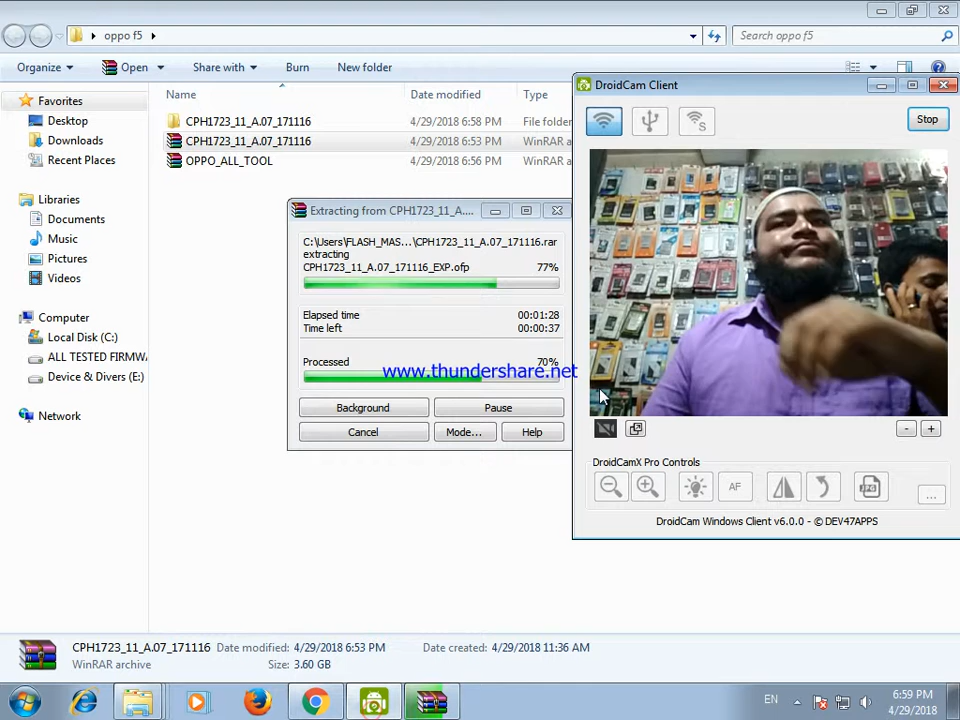 oppo f5
Search oppo f5
Organize
Open
Share with
Burn
New folder
Favorites
Desktop
Downloads
Recent Places
Libraries
Documents
Music
Pictures
Videos
Computer
Local Disk (C:)
ALL TESTED FIRMW
Device & Divers (E:)
Network
Name
Date modified
Type
CPH1723_11_A.07_171116
4/29/2018 6:58 PM
File folder
CPH1723_11_A.07_171116
4/29/2018 6:53 PM
WinRAR a
OPPO_ALL_TOOL
4/29/2018 6:56 PM
WinRAR a
Extracting from CPH1723_11_A....
C:\Users\FLASH_MAS...\CPH1723_11_A.07_171116.rar
extracting
CPH1723_11_A.07_171116_EXP.ofp
77%
Elapsed time
00:01:28
Time left
00:00:37
Processed
70%
www.thundershare.net
Background
Pause
Cancel
Mode...
Help
DroidCam Client
S
Stop
-
+
DroidCamX Pro Controls
AF
JPG
...
DroidCam Windows Client v6.0.0 - © DEV47APPS
CPH1723_11_A.07_171116
Date modified: 4/29/2018 6:53 PM
Date created: 4/29/2018 11:36 AM
WinRAR archive
Size: 3.60 GB
EN
6:59 PM
4/29/2018